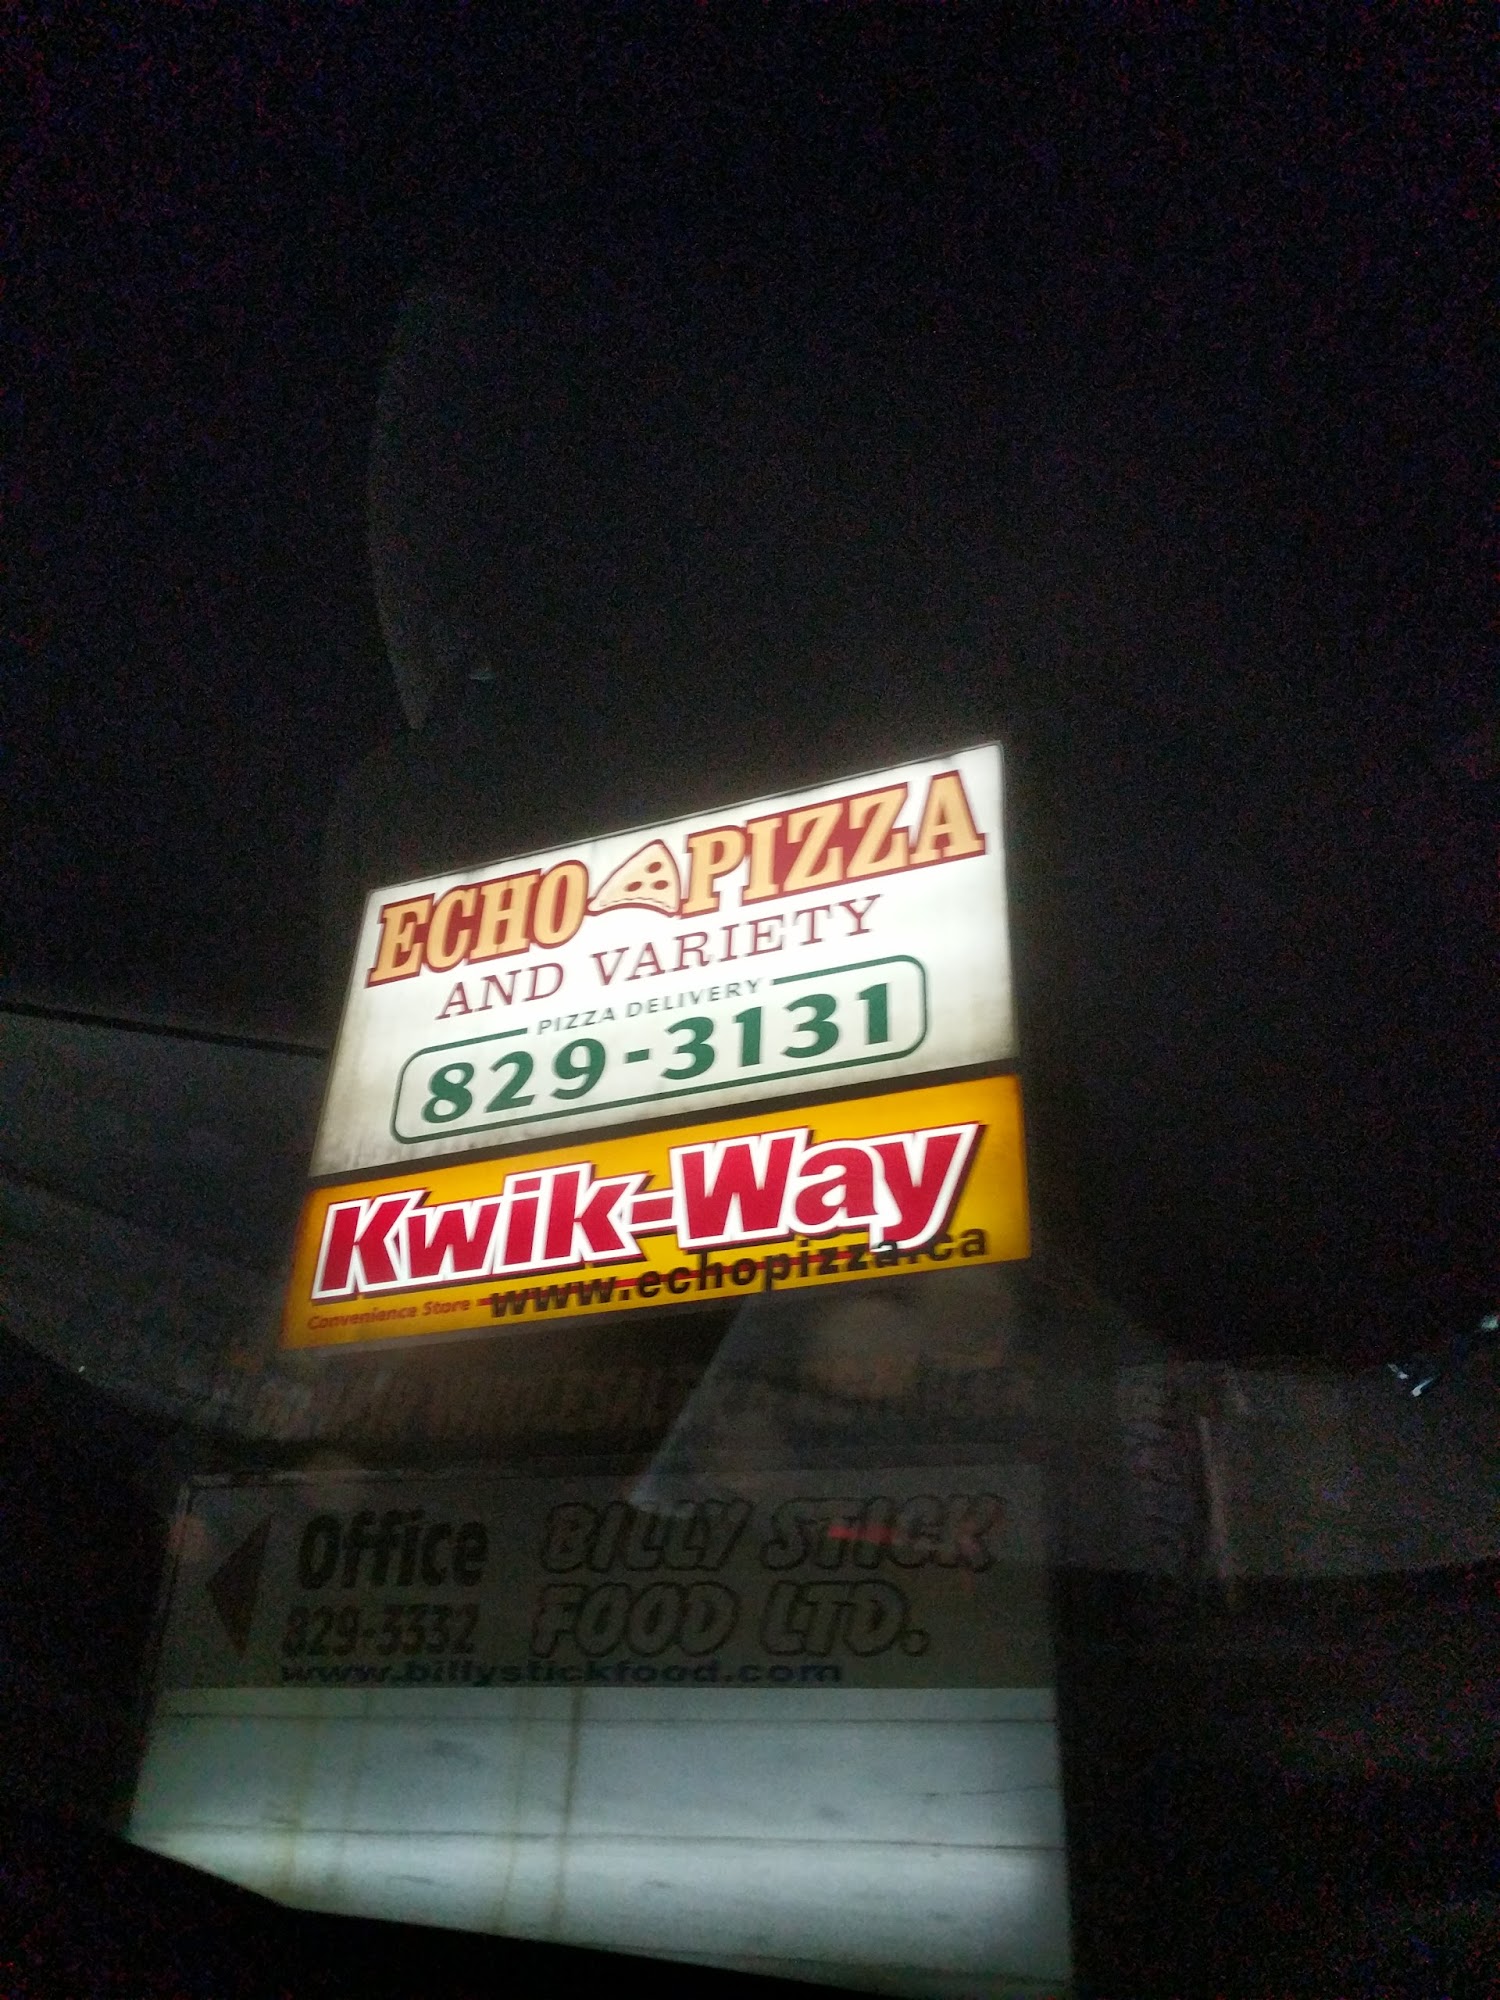 ECHO PIZZA
AND VARIETY
PIZZA DELIVERY
829-3131
Kwik-Way
Convenience Store
www.echopizza.ca
Office
829-3332
BILLY STICK
FOOD LTD.
www.billystickfood.com